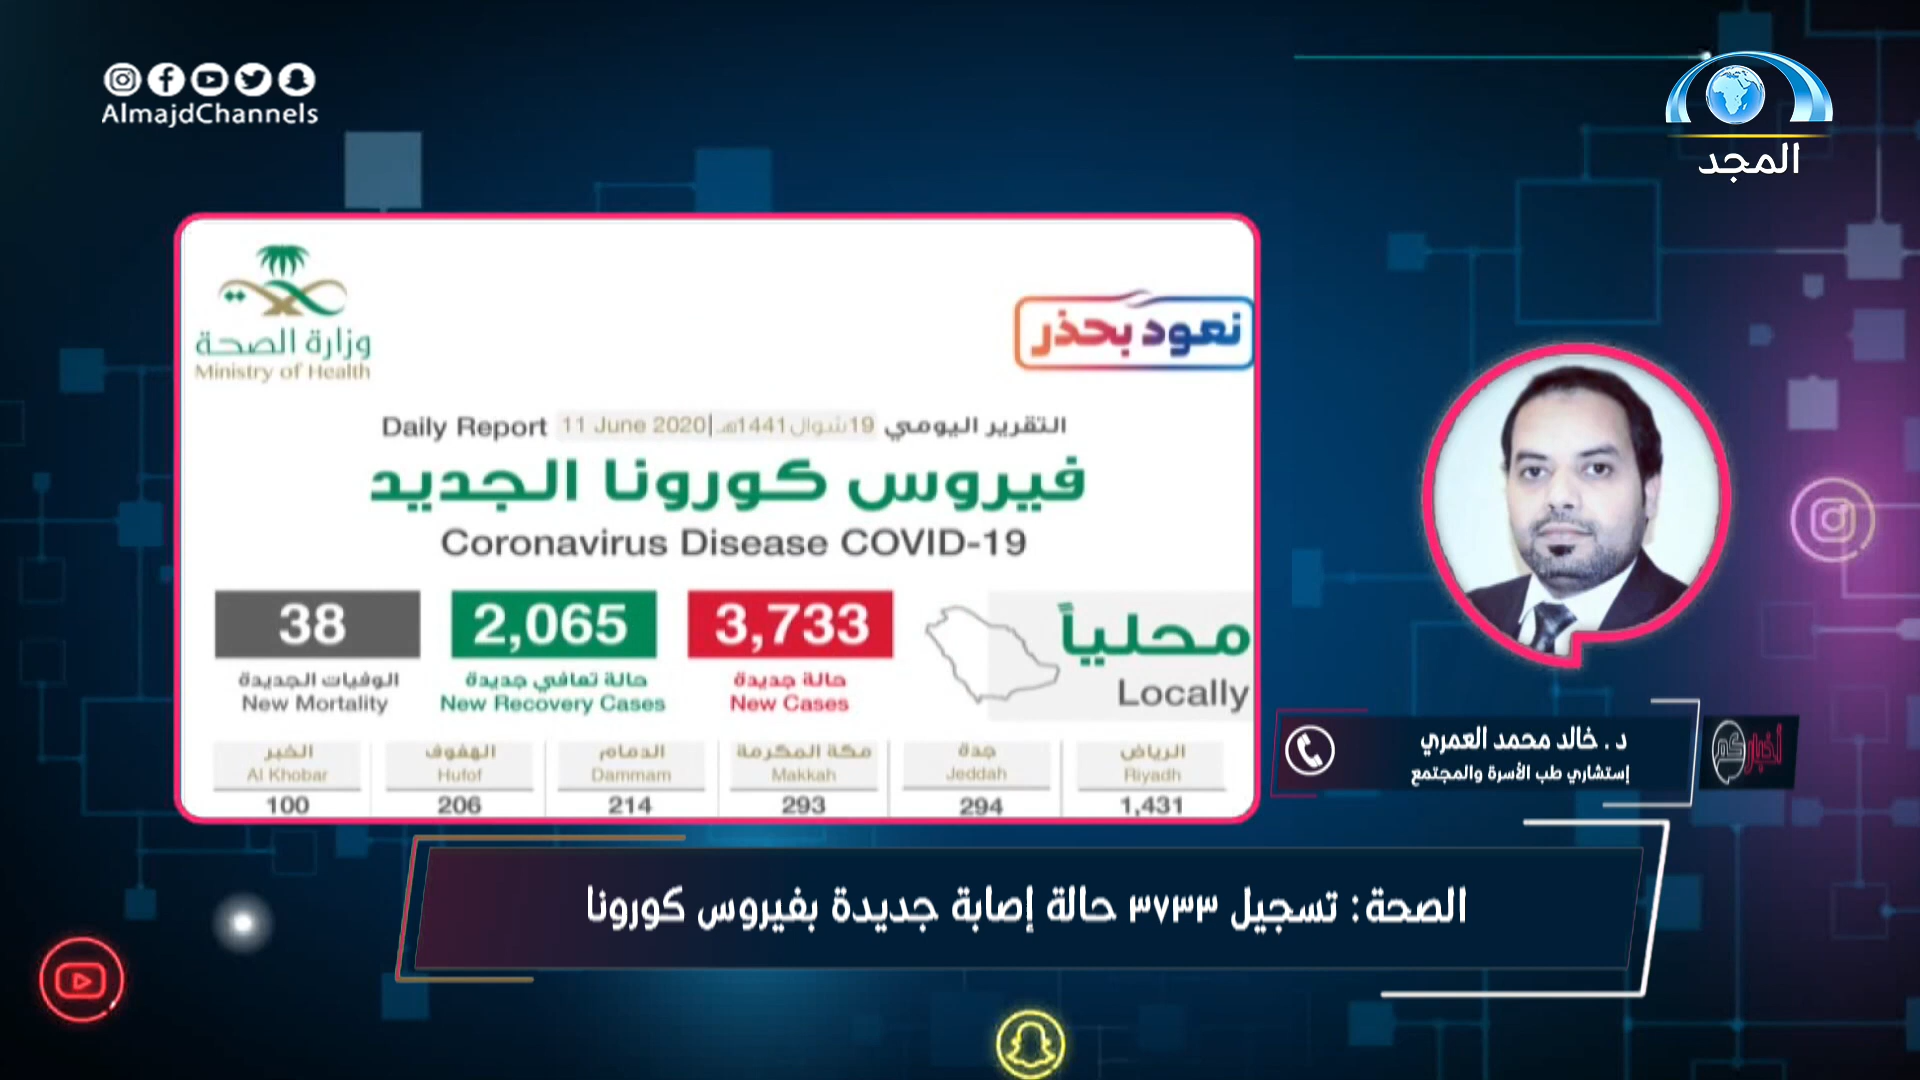 AlmajdChannels
المجد
وزارة الصحة
Ministry of Health
نعود بحذر
Daily Report 11 June 2020|19شوال1441هـ التقرير اليومي
فيروس كورونا الجديد
Coronavirus Disease COVID-19
محلياً
Locally
3,733
حالة جديدة
New Cases
2,065
حالة تعافي جديدة
New Recovery Cases
38
الوفيات الجديدة
New Mortality
الرياض
Riyadh
1,431
جدة
Jeddah
294
مكة المكرمة
Makkah
293
الدمام
Dammam
214
الهفوف
Hufof
206
الخبر
Al Khobar
100
د . خالد محمد العمري
إستشاري طب الأسرة والمجتمع
أخباركم
الصحة: تسجيل ٣٧٣٣ حالة إصابة جديدة بفيروس كورونا